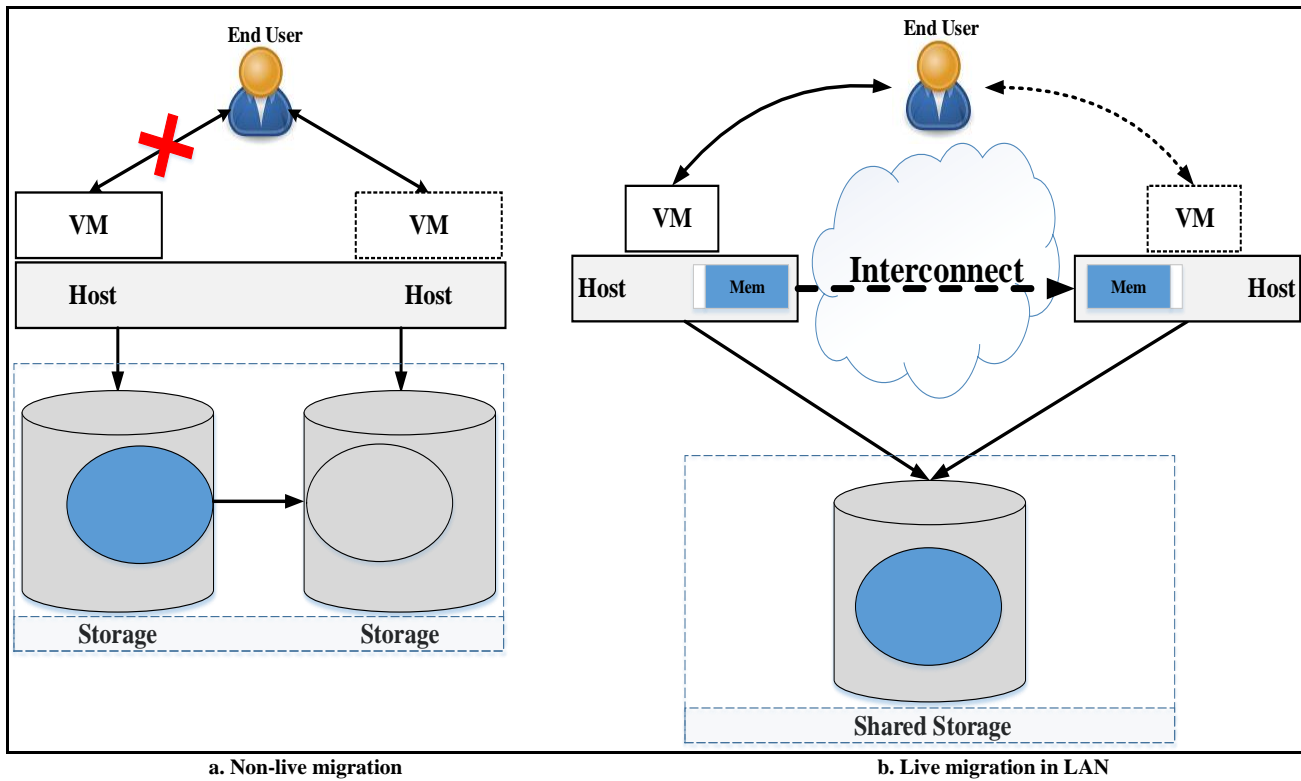 End User
VM
VM
Host
Host
Storage
Storage
a. Non-live migration
End User
VM
VM
Interconnect
Host
Mem
Mem
Host
Shared Storage
b. Live migration in LAN